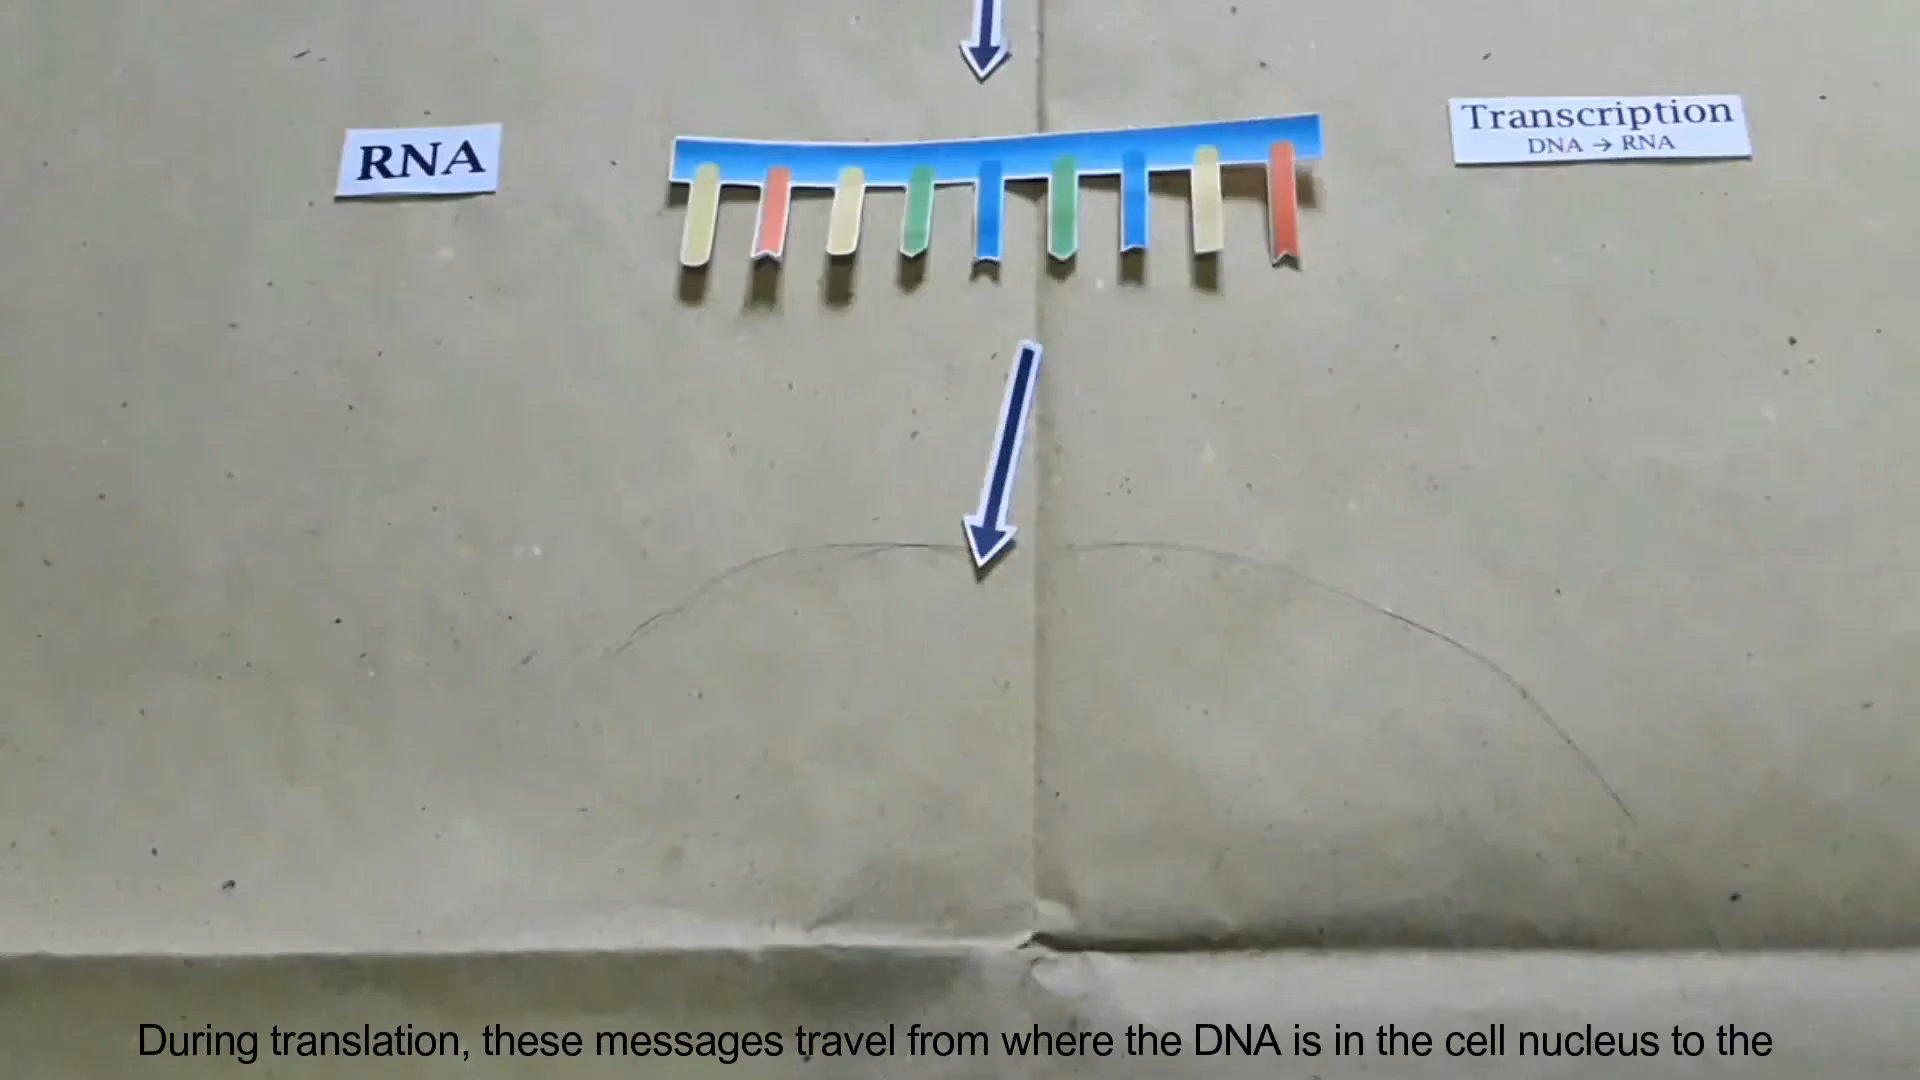 RNA
Transcription
DNA → RNA
During translation, these messages travel from where the DNA is in the cell nucleus to the